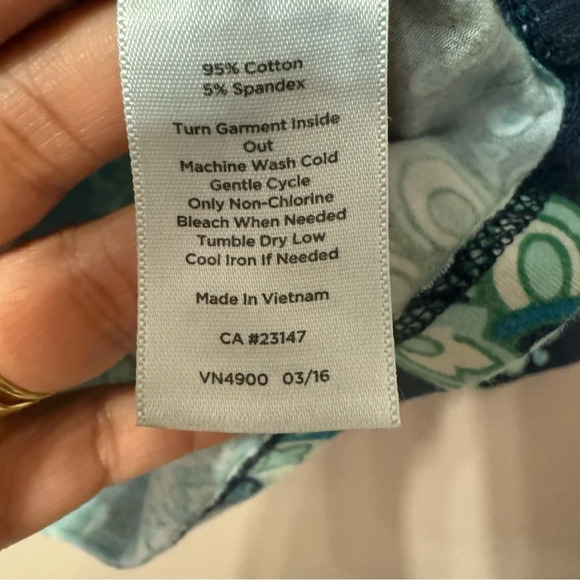 95% Cotton
5% Spandex
Turn Garment Inside
Out
Machine Wash Cold
Gentle Cycle
Only Non-Chlorine
Bleach When Needed
Tumble Dry Low
Cool Iron If Needed
Made In Vietnam
CA #23147
VN4900 03/16